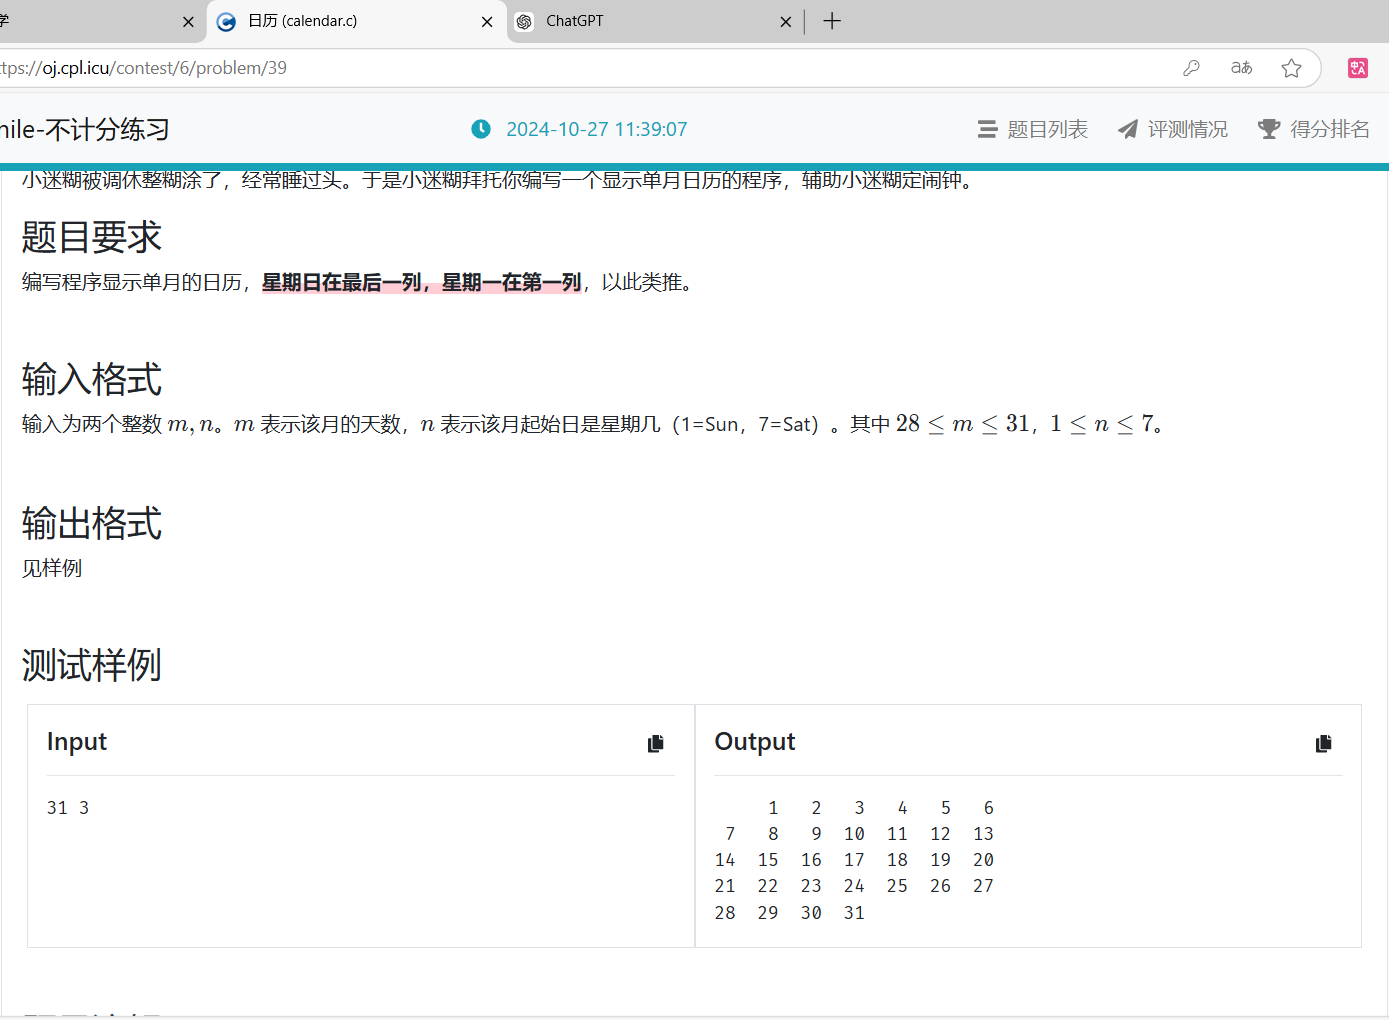 学
日历 (calendar.c)
ChatGPT
ttps://oj.cpl.icu/contest/6/problem/39
hile-不计分练习
2024-10-27 11:39:07
题目列表
评测情况
得分排名
小迷糊被调休整糊涂了，经常睡过头。于是小迷糊拜托你编写一个显示单月日历的程序，辅助小迷糊定闹钟。
题目要求
编写程序显示单月的日历，星期日在最后一列，星期一在第一列，以此类推。
输入格式
输入为两个整数 m, n。m 表示该月的天数，n 表示该月起始日是星期几（1=Sun，7=Sat）。其中 28 ≤ m ≤ 31，1 ≤ n ≤ 7。
输出格式
见样例
测试样例
Input
31 3
Output
     1   2   3   4   5   6
 7   8   9  10  11  12  13
14  15  16  17  18  19  20
21  22  23  24  25  26  27
28  29  30  31